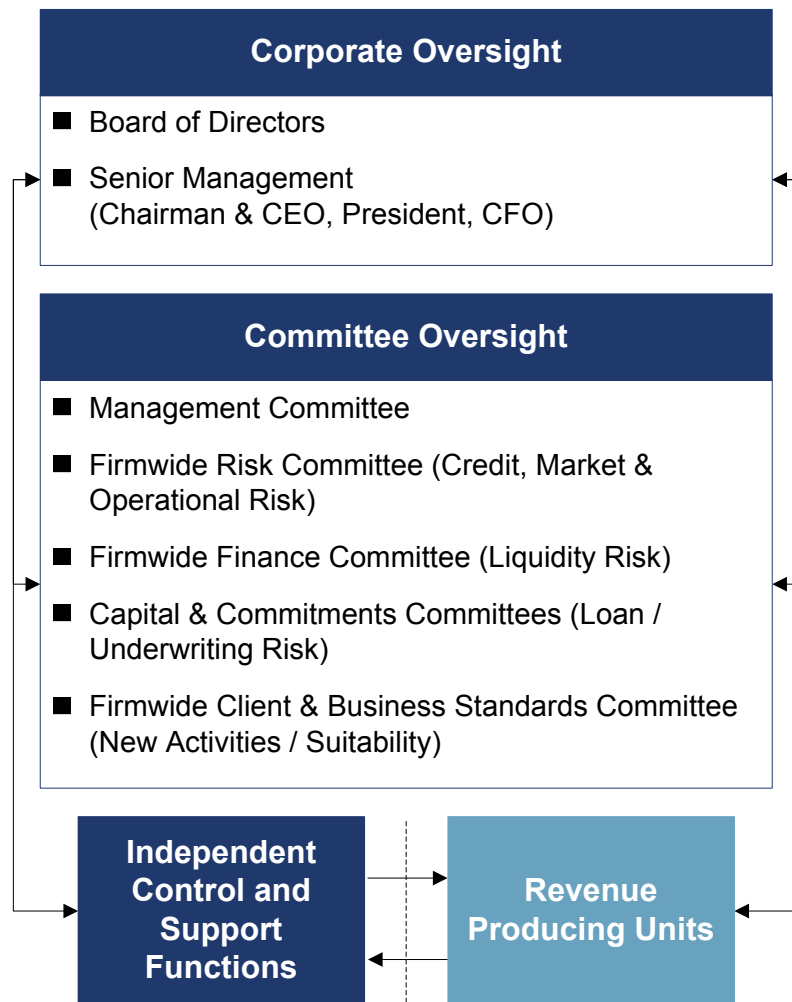 Corporate Oversight
■ Board of Directors
■ Senior Management
(Chairman & CEO, President, CFO)
Committee Oversight
■ Management Committee
■ Firmwide Risk Committee (Credit, Market &
Operational Risk)
■ Firmwide Finance Committee (Liquidity Risk)
■ Capital & Commitments Committees (Loan /
Underwriting Risk)
■ Firmwide Client & Business Standards Committee
(New Activities / Suitability)
Independent
Control and
Support
Functions
Revenue
Producing Units